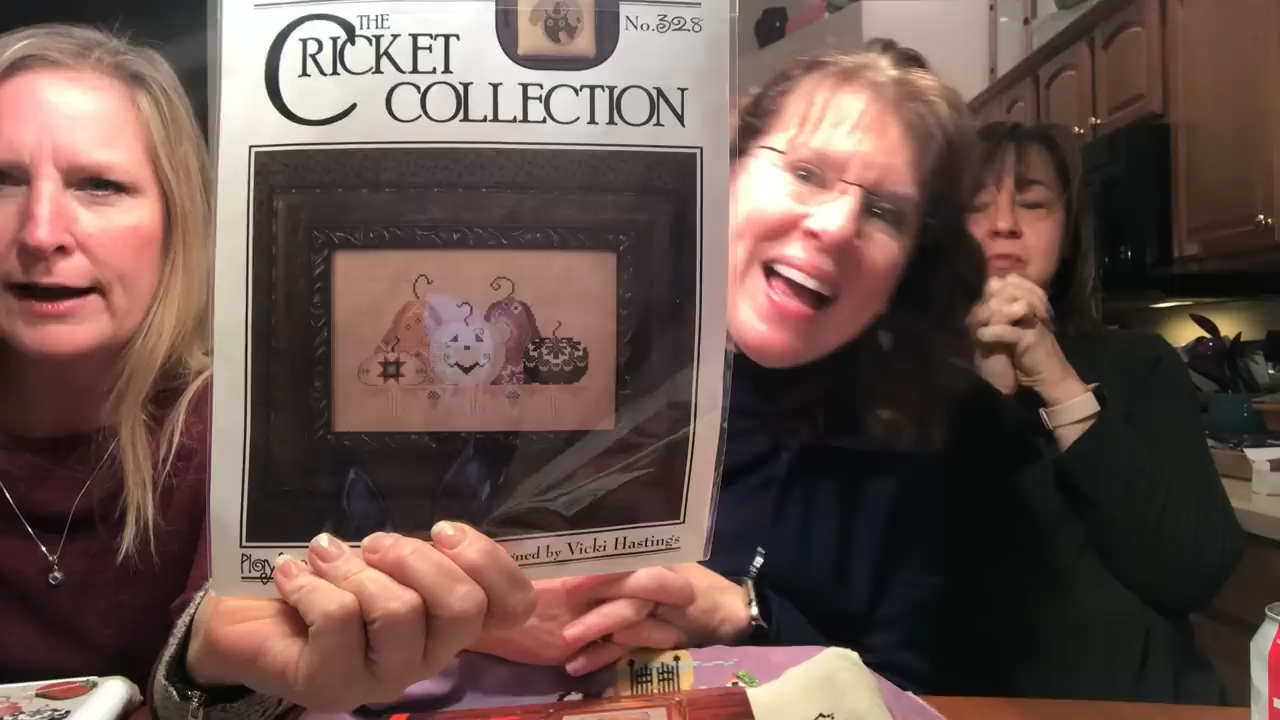 THE
CRICKET
COLLECTION
No. 328
Vicki Hastings
by